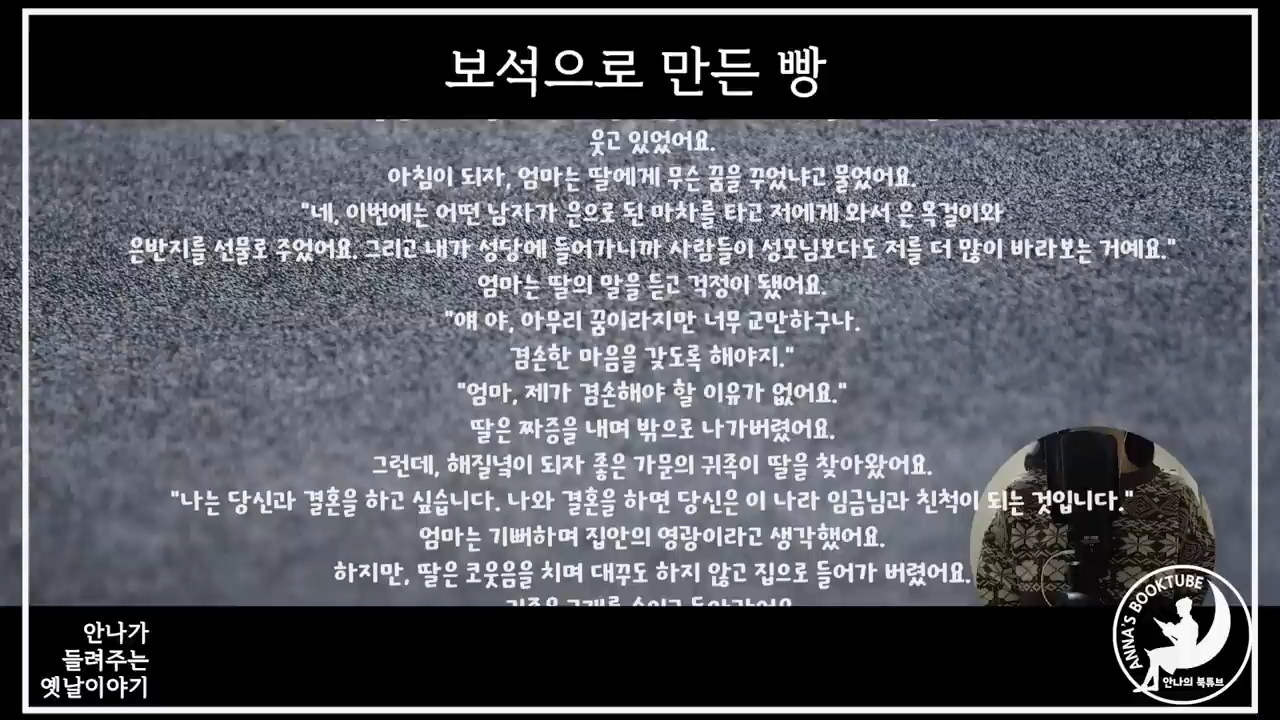 보석으로 만든 빵
웃고 있었어요.
아침이 되자, 엄마는 딸에게 무슨 꿈을 꾸었냐고 물었어요.
"네, 이번에는 어떤 남자가 은으로 된 마차를 타고 저에게 와서 은 목걸이와
은반지를 선물로 주었어요. 그리고 내가 성당에 들어가니까 사람들이 성모님보다도 저를 더 많이 바라보는 거예요."
엄마는 딸의 말을 듣고 걱정이 됐어요.
"얘 야, 아무리 꿈이라지만 너무 교만하구나.
겸손한 마음을 갖도록 해야지."
"엄마, 제가 겸손해야 할 이유가 없어요."
딸은 짜증을 내며 밖으로 나가버렸어요.
그런데, 해질녘이 되자 좋은 가문의 귀족이 딸을 찾아왔어요.
"나는 당신과 결혼을 하고 싶습니다. 나와 결혼을 하면 당신은 이 나라 임금님과 친척이 되는 것입니다."
엄마는 기뻐하며 집안의 영광이라고 생각했어요.
하지만, 딸은 코웃음을 치며 대꾸도 하지 않고 집으로 들어가 버렸어요.
안나가
들려주는
옛날이야기
ANNA'S BOOKTUBE
안나의 북튜브